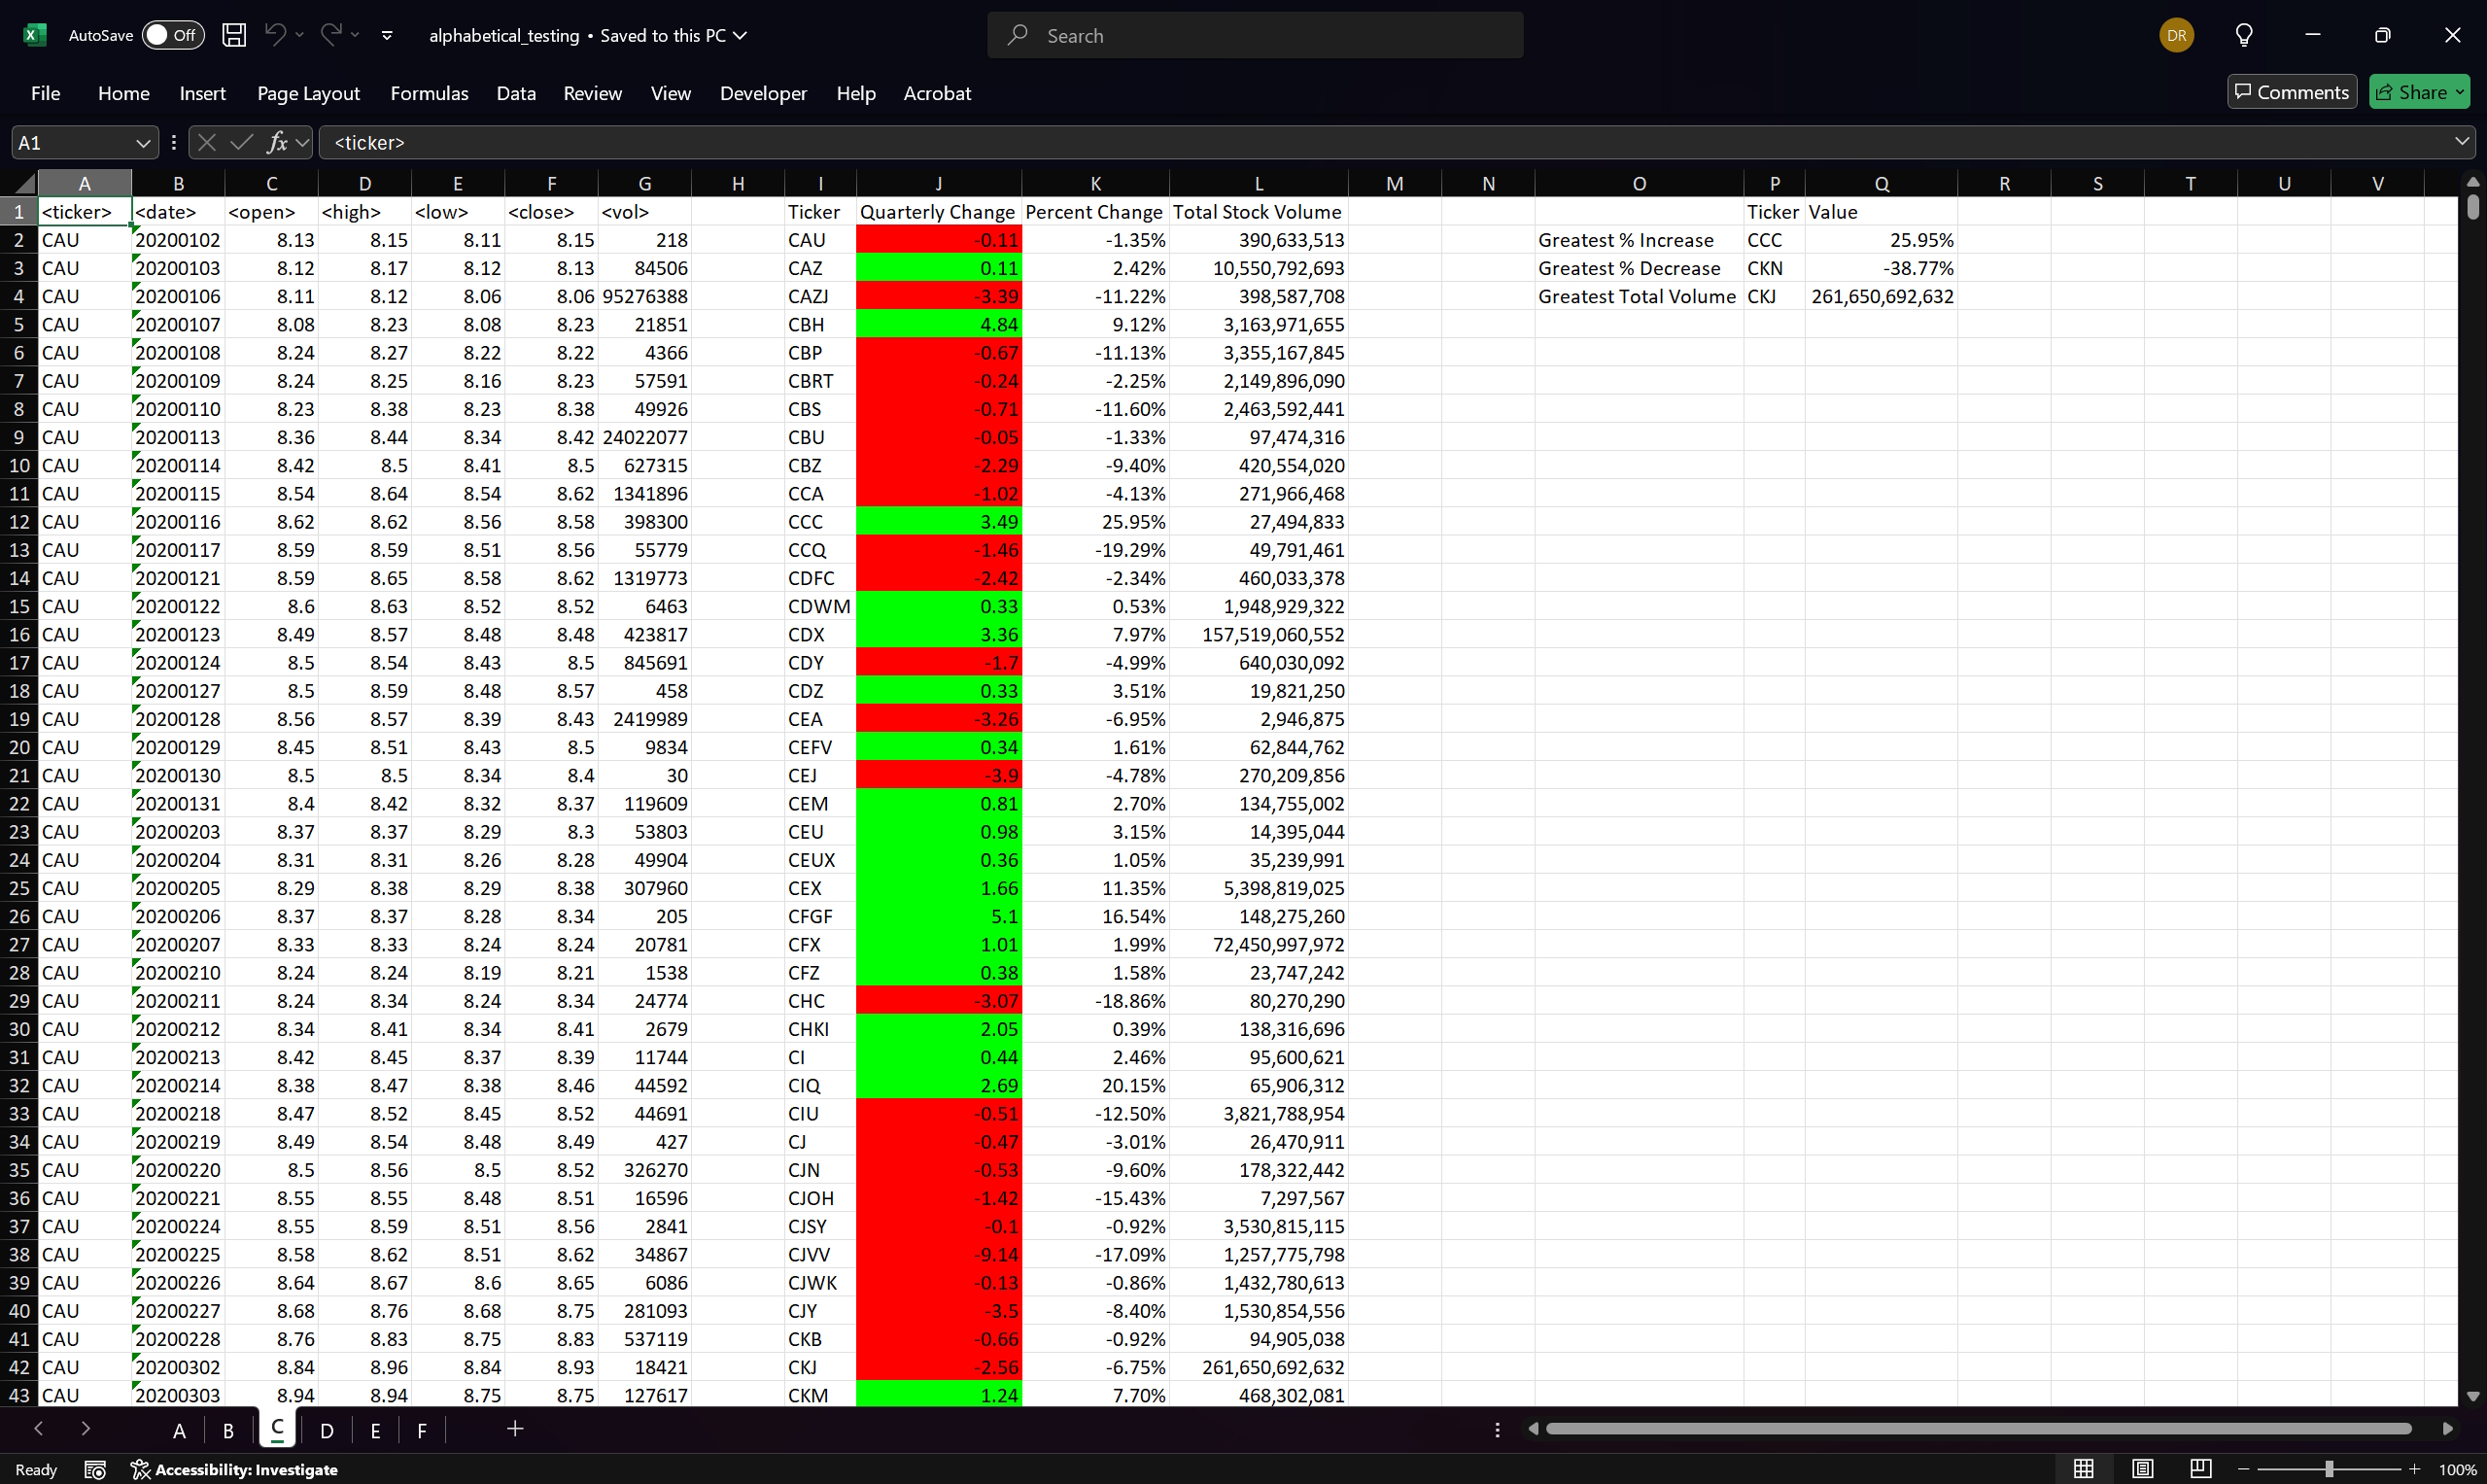 AutoSave Off alphabetical_testing • Saved to this PC Search DR
File Home Insert Page Layout Formulas Data Review View Developer Help Acrobat Comments Share
A1 fx <ticker>
A B C D E F G H I J K L M N O P Q R S T U V
1 <ticker> <date> <open> <high> <low> <close> <vol> Ticker Quarterly Change Percent Change Total Stock Volume Ticker Value
2 CAU 20200102 8.13 8.15 8.11 8.15 218 CAU -0.11 -1.35% 390,633,513 Greatest % Increase CCC 25.95%
3 CAU 20200103 8.12 8.17 8.12 8.13 84506 CAZ 0.11 2.42% 10,550,792,693 Greatest % Decrease CKN -38.77%
4 CAU 20200106 8.11 8.12 8.06 8.06 95276388 CAZJ -3.39 -11.22% 398,587,708 Greatest Total Volume CKJ 261,650,692,632
5 CAU 20200107 8.08 8.23 8.08 8.23 21851 CBH 4.84 9.12% 3,163,971,655
6 CAU 20200108 8.24 8.27 8.22 8.22 4366 CBP -0.67 -11.13% 3,355,167,845
7 CAU 20200109 8.24 8.25 8.16 8.23 57591 CBRT -0.24 -2.25% 2,149,896,090
8 CAU 20200110 8.23 8.38 8.23 8.38 49926 CBS -0.71 -11.60% 2,463,592,441
9 CAU 20200113 8.36 8.44 8.34 8.42 24022077 CBU -0.05 -1.33% 97,474,316
10 CAU 20200114 8.42 8.5 8.41 8.5 627315 CBZ -2.29 -9.40% 420,554,020
11 CAU 20200115 8.54 8.64 8.54 8.62 1341896 CCA -1.02 -4.13% 271,966,468
12 CAU 20200116 8.62 8.62 8.56 8.58 398300 CCC 3.49 25.95% 27,494,833
13 CAU 20200117 8.59 8.59 8.51 8.56 55779 CCQ -1.46 -19.29% 49,791,461
14 CAU 20200121 8.59 8.65 8.58 8.62 1319773 CDFC -2.42 -2.34% 460,033,378
15 CAU 20200122 8.6 8.63 8.52 8.52 6463 CDWM 0.33 0.53% 1,948,929,322
16 CAU 20200123 8.49 8.57 8.48 8.48 423817 CDX 3.36 7.97% 157,519,060,552
17 CAU 20200124 8.5 8.54 8.43 8.5 845691 CDY -1.7 -4.99% 640,030,092
18 CAU 20200127 8.5 8.59 8.48 8.57 458 CDZ 0.33 3.51% 19,821,250
19 CAU 20200128 8.56 8.57 8.39 8.43 2419989 CEA -3.26 -6.95% 2,946,875
20 CAU 20200129 8.45 8.51 8.43 8.5 9834 CEFV 0.34 1.61% 62,844,762
21 CAU 20200130 8.5 8.5 8.34 8.4 30 CEJ -3.9 -4.78% 270,209,856
22 CAU 20200131 8.4 8.42 8.32 8.37 119609 CEM 0.81 2.70% 134,755,002
23 CAU 20200203 8.37 8.37 8.29 8.3 53803 CEU 0.98 3.15% 14,395,044
24 CAU 20200204 8.31 8.31 8.26 8.28 49904 CEUX 0.36 1.05% 35,239,991
25 CAU 20200205 8.29 8.38 8.29 8.38 307960 CEX 1.66 11.35% 5,398,819,025
26 CAU 20200206 8.37 8.37 8.28 8.34 205 CFGF 5.1 16.54% 148,275,260
27 CAU 20200207 8.33 8.33 8.24 8.24 20781 CFX 1.01 1.99% 72,450,997,972
28 CAU 20200210 8.24 8.24 8.19 8.21 1538 CFZ 0.38 1.58% 23,747,242
29 CAU 20200211 8.24 8.34 8.24 8.34 24774 CHC -3.07 -18.86% 80,270,290
30 CAU 20200212 8.34 8.41 8.34 8.41 2679 CHKI 2.05 0.39% 138,316,696
31 CAU 20200213 8.42 8.45 8.37 8.39 11744 CI 0.44 2.46% 95,600,621
32 CAU 20200214 8.38 8.47 8.38 8.46 44592 CIQ 2.69 20.15% 65,906,312
33 CAU 20200218 8.47 8.52 8.45 8.52 44691 CIU -0.51 -12.50% 3,821,788,954
34 CAU 20200219 8.49 8.54 8.48 8.49 427 CJ -0.47 -3.01% 26,470,911
35 CAU 20200220 8.5 8.56 8.5 8.52 326270 CJN -0.53 -9.60% 178,322,442
36 CAU 20200221 8.55 8.55 8.48 8.51 16596 CJOH -1.42 -15.43% 7,297,567
37 CAU 20200224 8.55 8.59 8.51 8.56 2841 CJSY -0.1 -0.92% 3,530,815,115
38 CAU 20200225 8.58 8.62 8.51 8.62 34867 CJVV -9.14 -17.09% 1,257,775,798
39 CAU 20200226 8.64 8.67 8.6 8.65 6086 CJWK -0.13 -0.86% 1,432,780,613
40 CAU 20200227 8.68 8.76 8.68 8.75 281093 CJY -3.5 -8.40% 1,530,854,556
41 CAU 20200228 8.76 8.83 8.75 8.83 537119 CKB -0.66 -0.92% 94,905,038
42 CAU 20200302 8.84 8.96 8.84 8.93 18421 CKJ -2.56 -6.75% 261,650,692,632
43 CAU 20200303 8.94 8.94 8.75 8.75 127617 CKM 1.24 7.70% 468,302,081
A B C D E F
Ready Accessibility: Investigate 100%